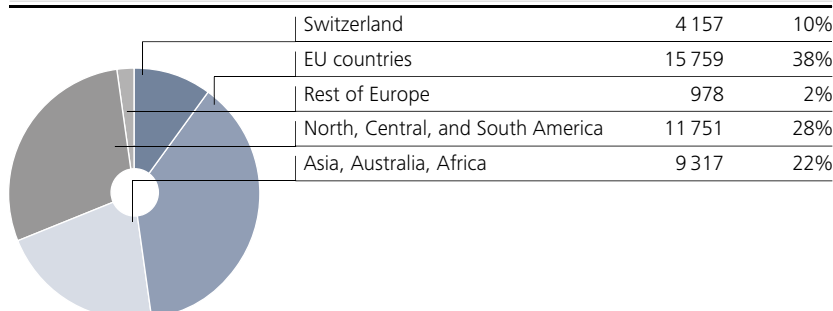 Switzerland 4 157 10%
EU countries 15 759 38%
Rest of Europe 978 2%
North, Central, and South America 11 751 28%
Asia, Australia, Africa 9 317 22%